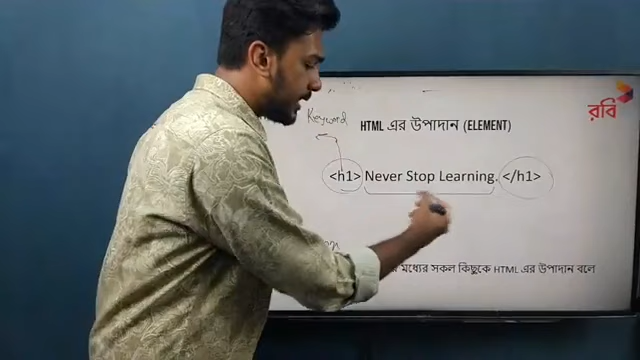 রবি
Keyword
HTML এর উপাদান (ELEMENT)
<h1> Never Stop Learning. </h1>
মধ্যের সকল কিছুকে HTML এর উপাদান বলে